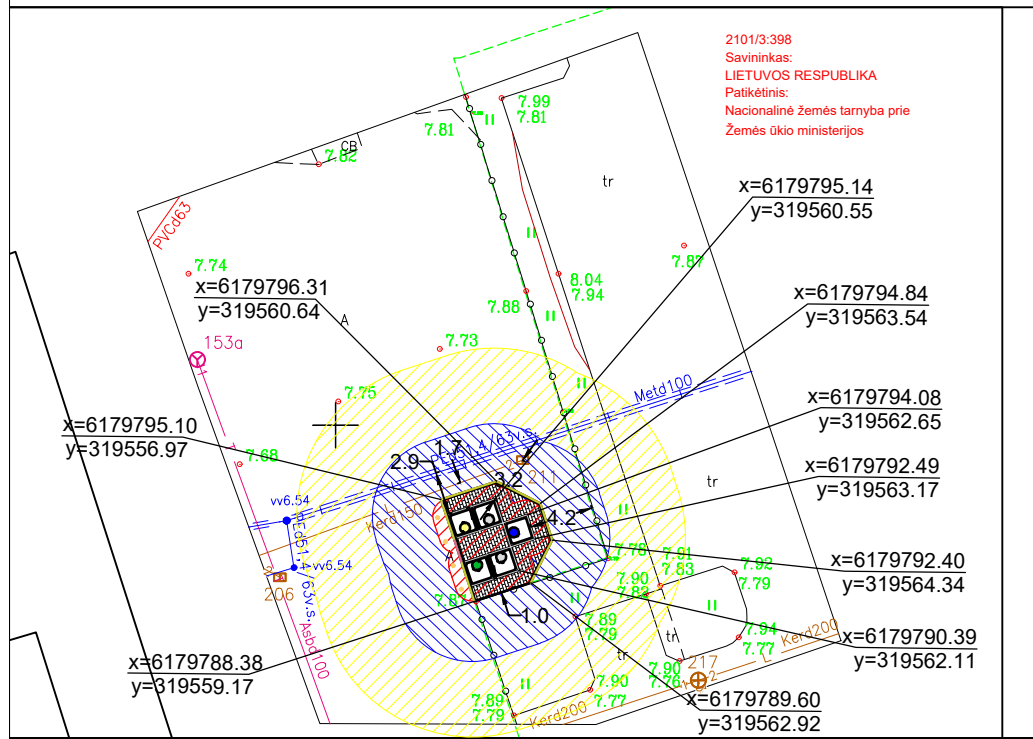 2101/3:398
Savininkas:
LIETUVOS RESPUBLIKA
Patikėtinis:
Nacionalinė žemės tarnyba prie
Žemės ūkio ministerijos
7.99
7.81
7.81
CB
7.82
tr
x=6179795.14
y=319560.55
PVCd63
7.74
7.87
8.04
7.94
x=6179796.31
y=319560.64
A
7.88
x=6179794.84
y=319563.54
153a
7.73
Metd100
7.75
x=6179794.08
y=319562.65
x=6179795.10
y=319556.97
1.7
2.9
7.68
211
3.2
tr
x=6179792.49
y=319563.17
vv6.54
Kerd150
4.2
7.78
vv6.54
206
7.91
7.83
7.92
7.79
7.90
x=6179792.40
y=319564.34
Asbd100
1.0
7.89
7.79
7.94
7.77
Kerd200
x=6179790.39
y=319562.11
x=6179788.38
y=319559.17
tr
7.90
7.76
217
7.90
7.77
7.89
7.79
Kerd200
x=6179789.60
y=319562.92